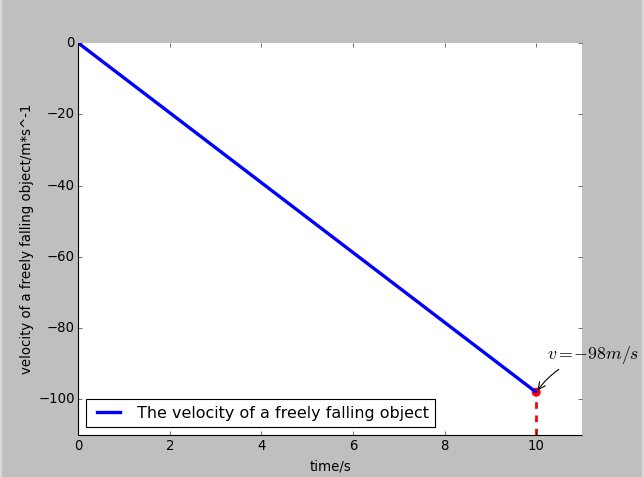 0
−20
−40
−60
−80
−100
velocity of a freely falling object/m*s^-1
v=−98m/s
The velocity of a freely falling object
0 2 4 6 8 10
time/s